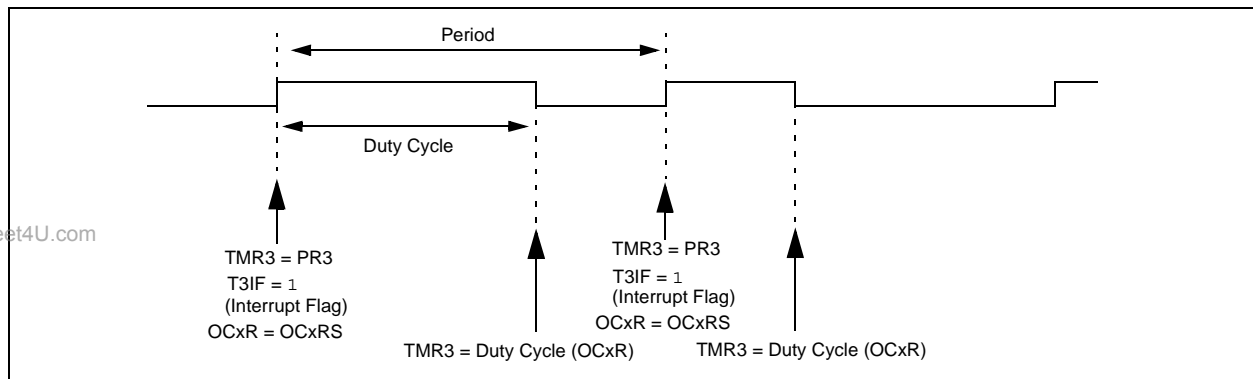 Period
Duty Cycle
eet4U.com
TMR3 = PR3
T3IF = 1
(Interrupt Flag)
OCxR = OCxRS
TMR3 = Duty Cycle (OCxR)
TMR3 = PR3
T3IF = 1
(Interrupt Flag)
OCxR = OCxRS
TMR3 = Duty Cycle (OCxR)